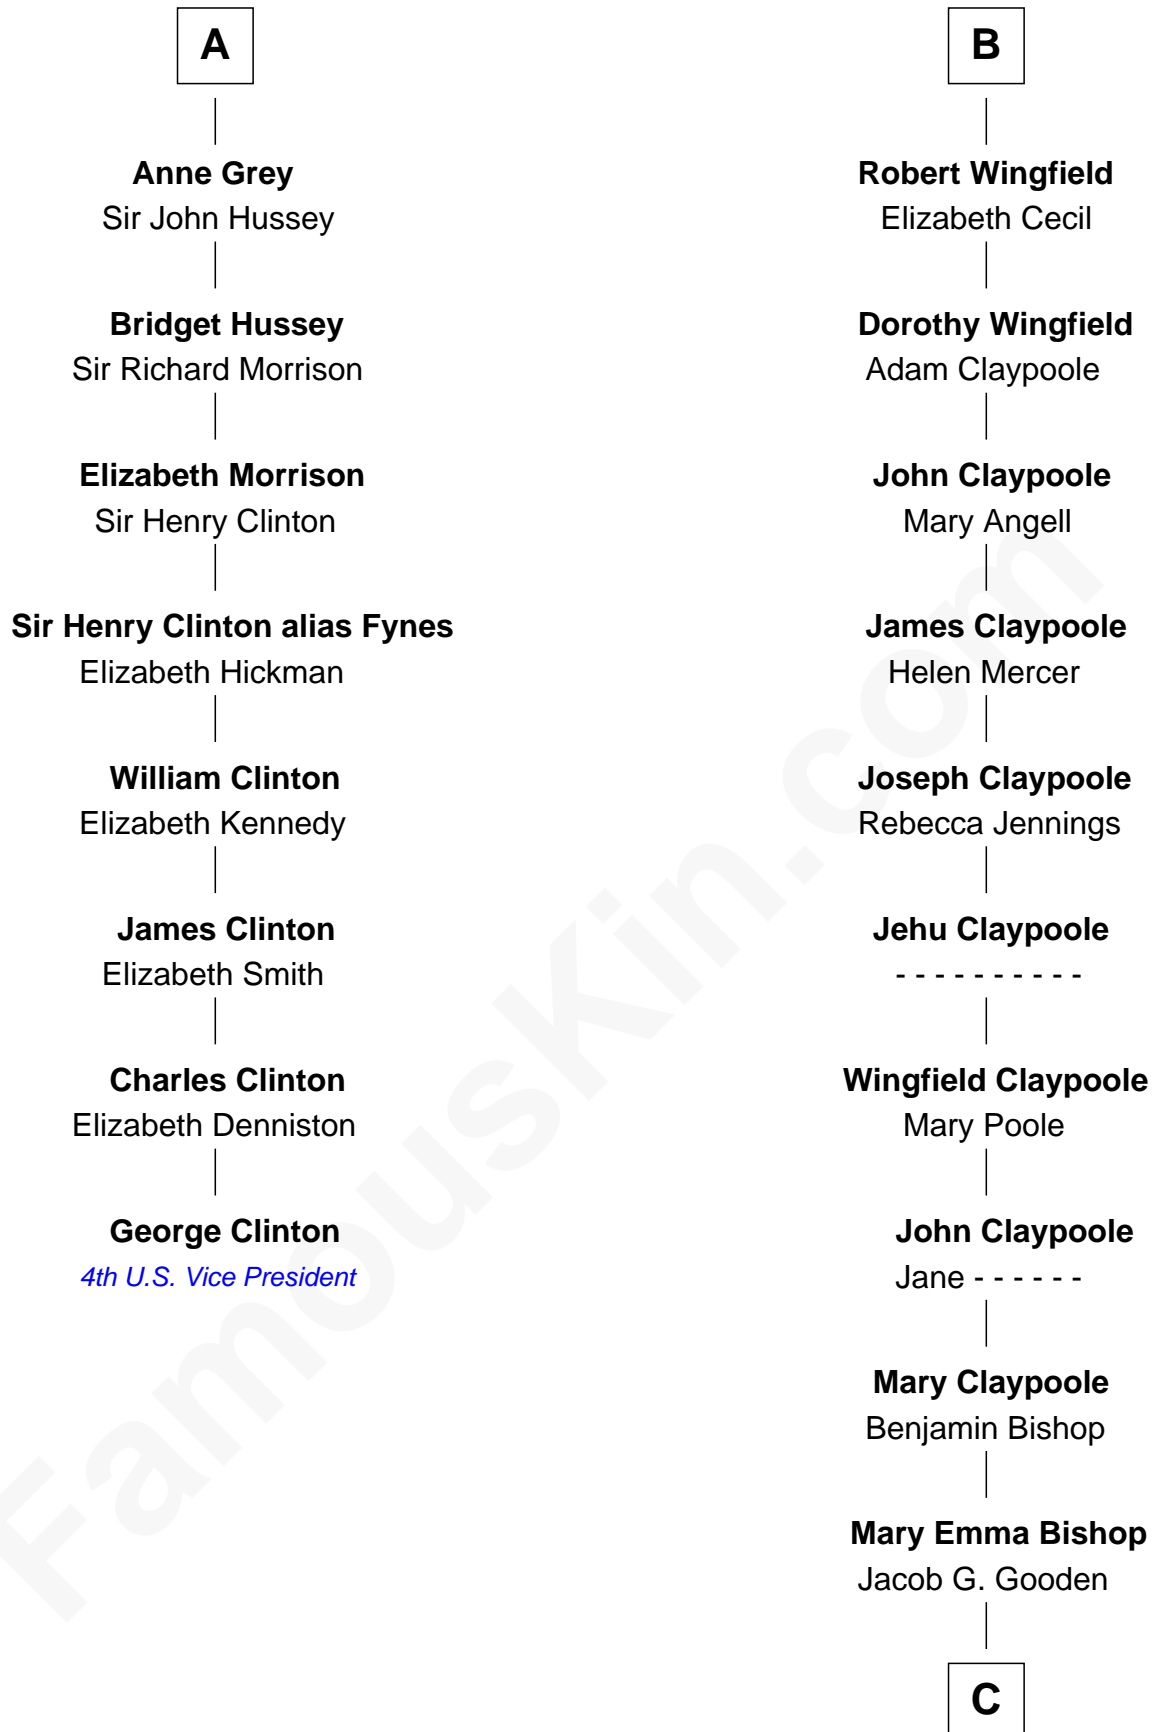 A
Anne Grey
Sir John Hussey
Bridget Hussey
Sir Richard Morrison
Elizabeth Morrison
Sir Henry Clinton
Sir Henry Clinton alias Fynes
Elizabeth Hickman
William Clinton
Elizabeth Kennedy
James Clinton
Elizabeth Smith
Charles Clinton
Elizabeth Denniston
George Clinton
4th U.S. Vice President
B
Robert Wingfield
Elizabeth Cecil
Dorothy Wingfield
Adam Claypoole
John Claypoole
Mary Angell
James Claypoole
Helen Mercer
Joseph Claypoole
Rebecca Jennings
Jehu Claypoole
- - - - - - - - - -
Wingfield Claypoole
Mary Poole
John Claypoole
Jane - - - - - -
Mary Claypoole
Benjamin Bishop
Mary Emma Bishop
Jacob G. Gooden
C
FamousKin.com